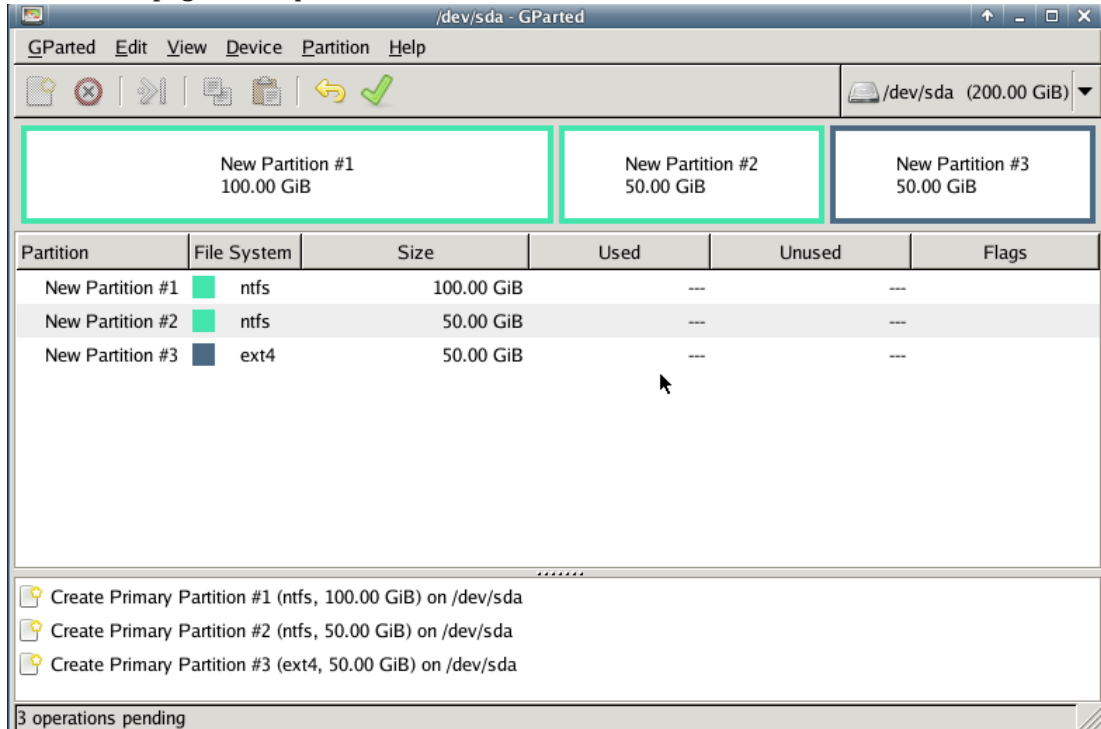 /dev/sda - GParted
GParted Edit View Device Partition Help
/dev/sda (200.00 GiB)
New Partition #1
100.00 GiB
New Partition #2
50.00 GiB
New Partition #3
50.00 GiB
Partition File System Size Used Unused Flags
New Partition #1 ntfs 100.00 GiB --- ---
New Partition #2 ntfs 50.00 GiB --- ---
New Partition #3 ext4 50.00 GiB --- ---
Create Primary Partition #1 (ntfs, 100.00 GiB) on /dev/sda
Create Primary Partition #2 (ntfs, 50.00 GiB) on /dev/sda
Create Primary Partition #3 (ext4, 50.00 GiB) on /dev/sda
3 operations pending